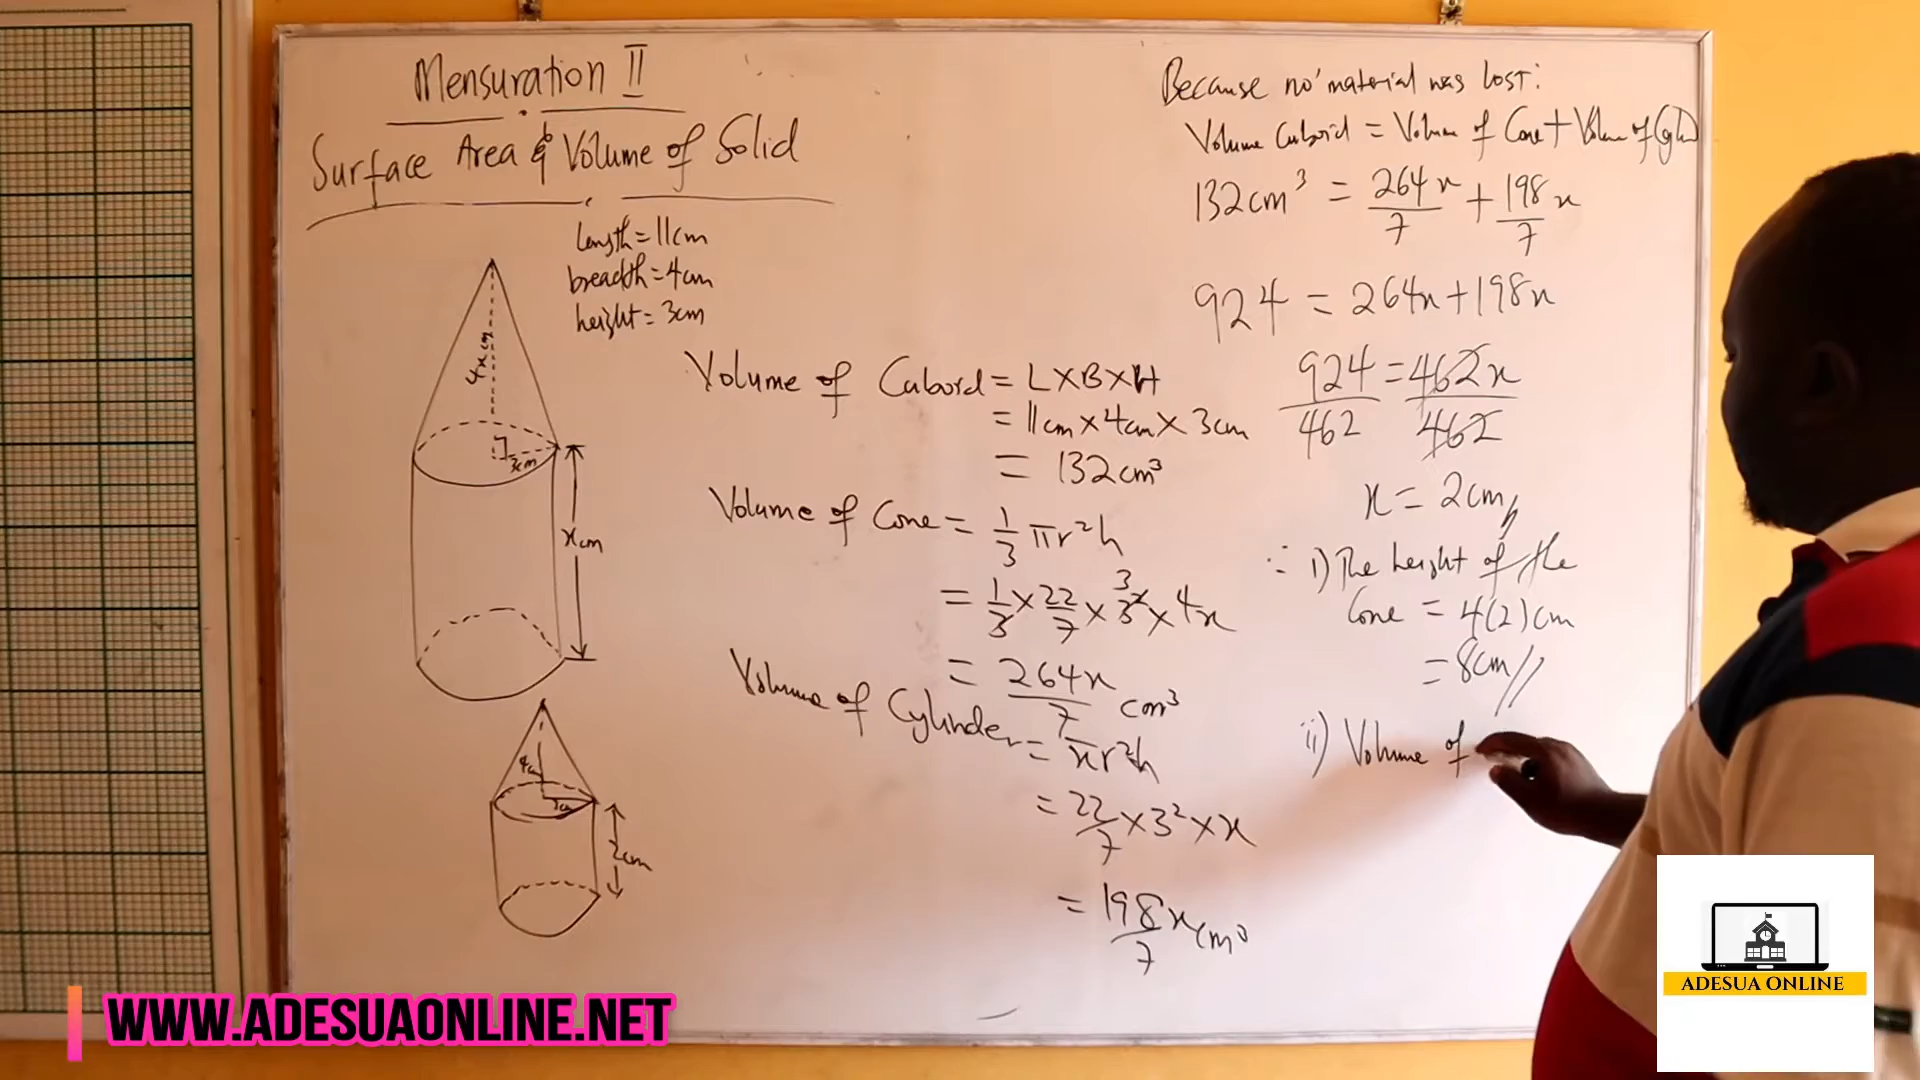 Mensuration II
Surface Area & Volume of Solid
Length = 11cm
breadth = 4cm
height = 3cm
4x cm
3cm
xcm
4cm
3cm
2cm
Volume of Cuboid = L×B×H
= 11cm × 4cm × 3cm
= 132cm³
Volume of Cone = 1/3 πr²h
= 1/3 × 22/7 × 3² × 4x
3
= 264x/7 cm³
Volume of Cylinder = πr²h
= 22/7 × 3² × x
= 198x/7 cm³
Because no material was lost:
Volume Cuboid = Volume of Cone + Volume of
132cm³ = 264x/7 + 198x/7
924 = 264x + 198x
924/462 = 462x/462
x = 2cm
∴ i) The height of the
Cone = 4(2)cm
= 8cm //
ii) Volume of
WWW.ADESUAONLINE.NET
ADESUA ONLINE